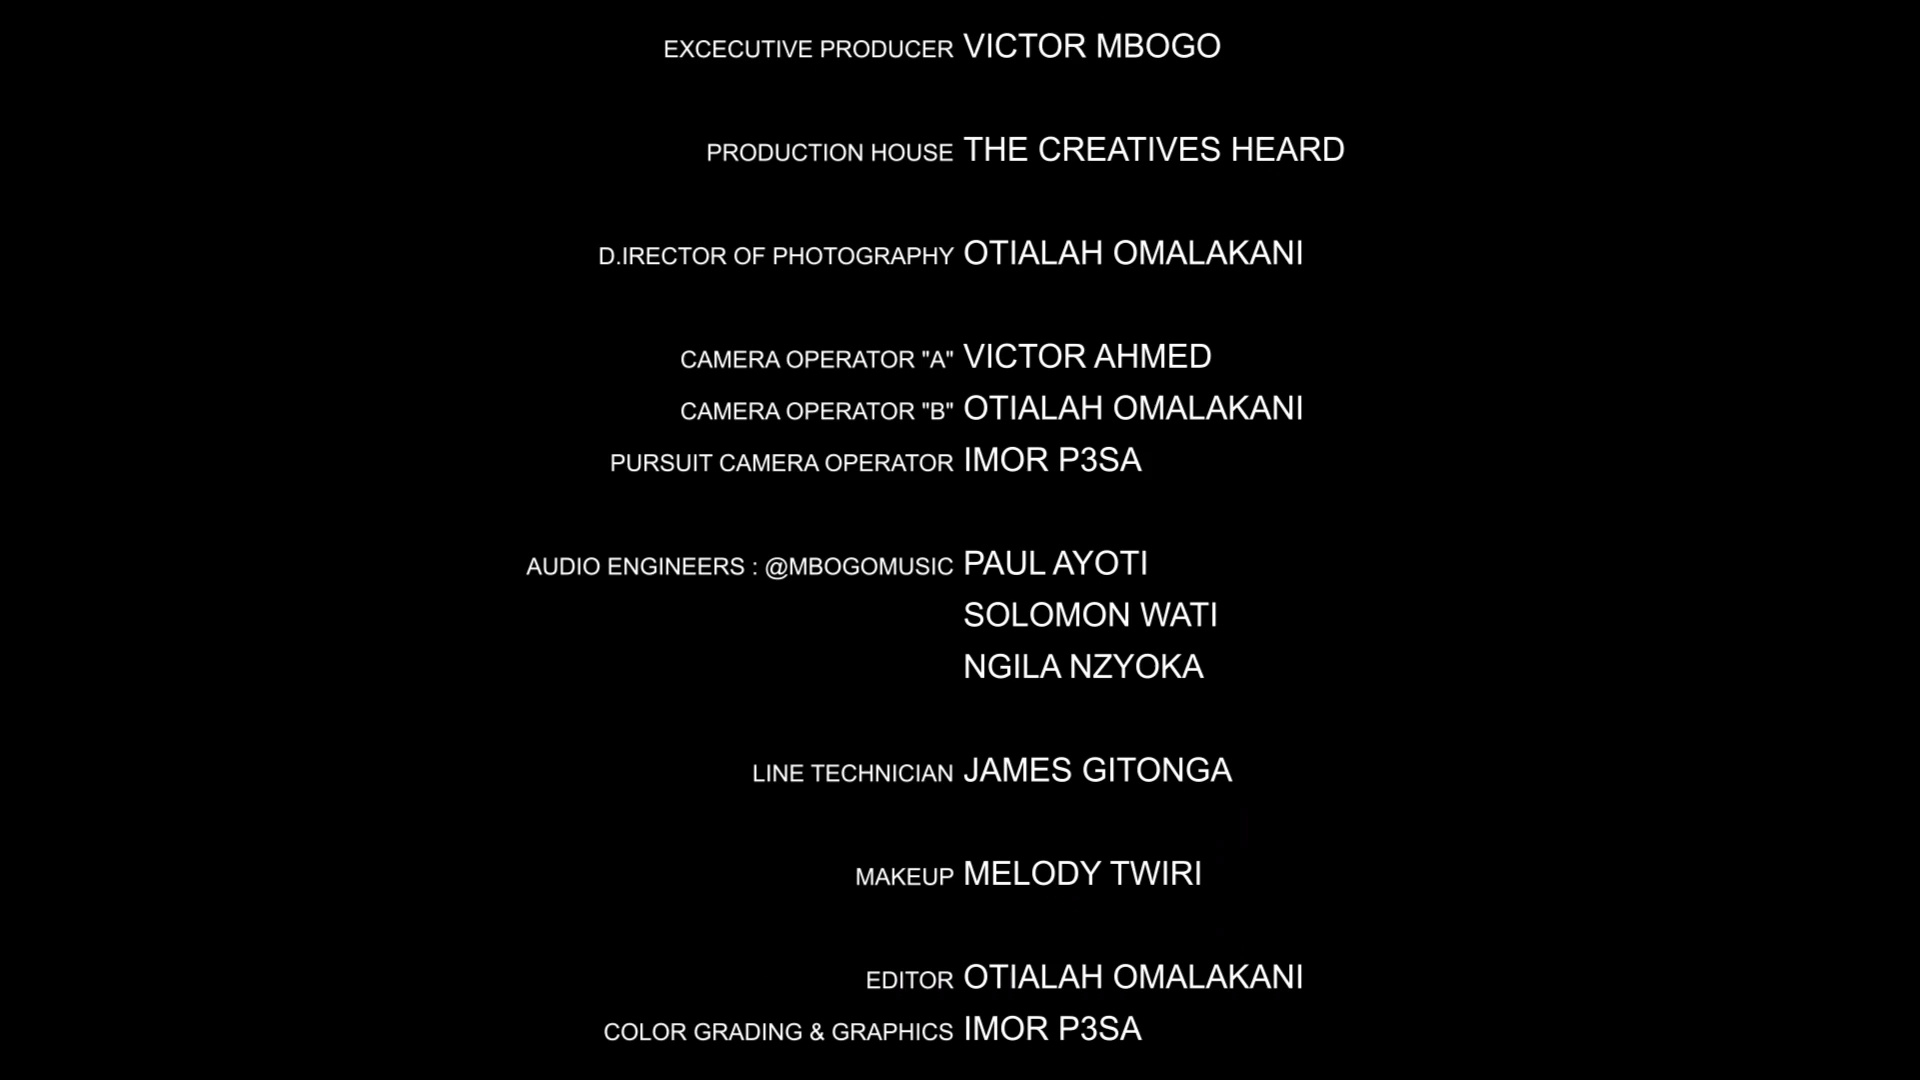 EXCECUTIVE PRODUCER VICTOR MBOGO
PRODUCTION HOUSE THE CREATIVES HEARD
D.IRECTOR OF PHOTOGRAPHY OTIALAH OMALAKANI
CAMERA OPERATOR "A" VICTOR AHMED
CAMERA OPERATOR "B" OTIALAH OMALAKANI
PURSUIT CAMERA OPERATOR IMOR P3SA
AUDIO ENGINEERS : @MBOGOMUSIC PAUL AYOTI
SOLOMON WATI
NGILA NZYOKA
LINE TECHNICIAN JAMES GITONGA
MAKEUP MELODY TWIRI
EDITOR OTIALAH OMALAKANI
COLOR GRADING & GRAPHICS IMOR P3SA